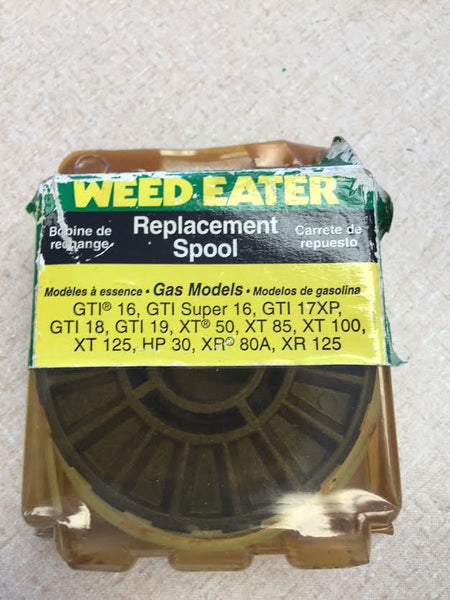 WEED EATER®
Bobine de rechange
Replacement Spool
Carrete de repuesto
Modèles à essence • Gas Models • Modelos de gasolina
GTI® 16, GTI Super 16, GTI 17XP,
GTI 18, GTI 19, XT® 50, XT 85, XT 100,
XT 125, HP 30, XR® 80A, XR 125